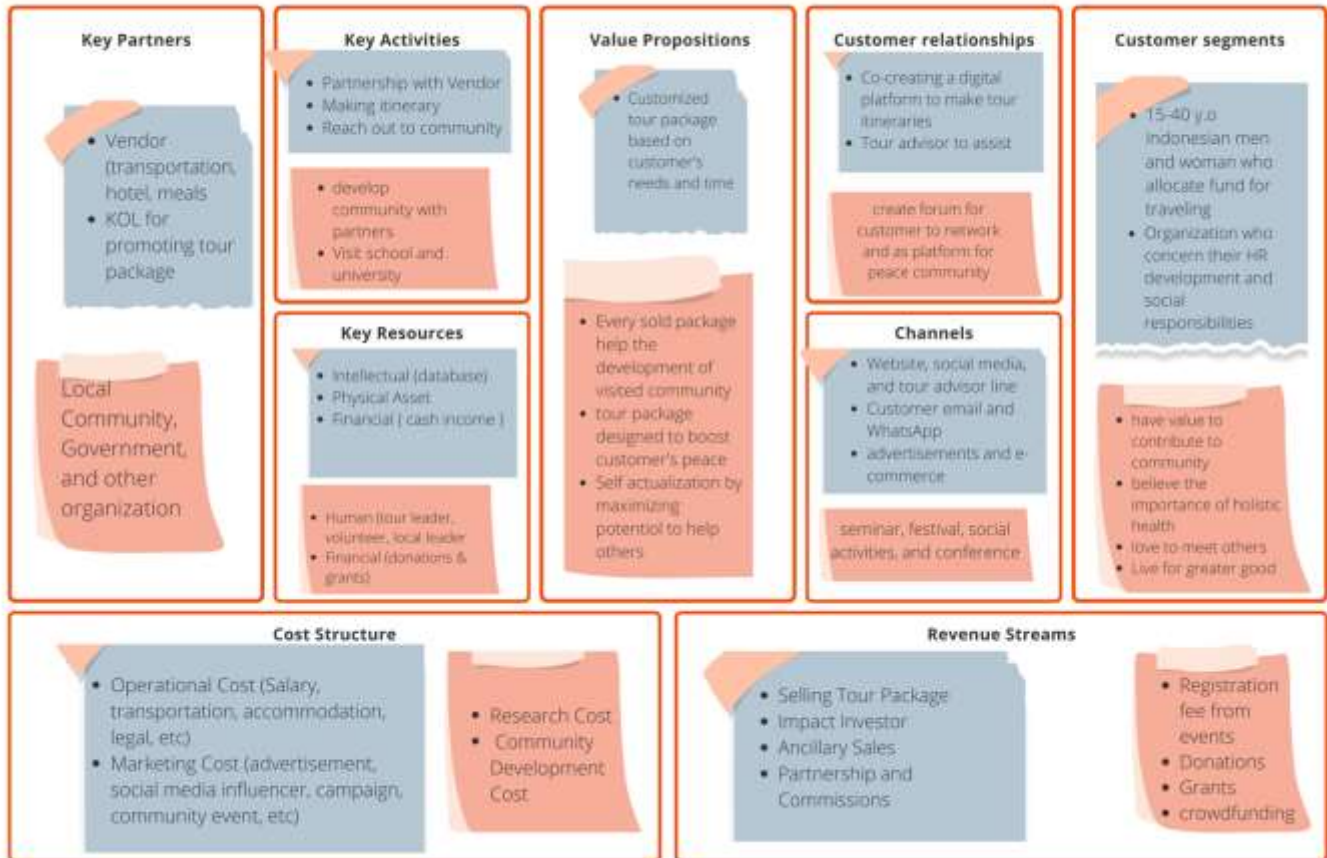 Key Partners
• Vendor
(transportation,
hotel, meals
• KOL for
promoting tour
package
Local
Community,
Government,
and other
organization
Key Activities
• Partnership with Vendor
• Making itinerary
• Reach out to community
• develop
community with
partners
• Visit school and
university
Key Resources
• Intellectual (database)
• Physical Asset
• Financial ( cash income )
• Human (tour leader,
volunteer, local leader
• Financial (donations &
grants)
Value Propositions
• Customized
tour package
based on
customer's
needs and time
• Every sold package
help the
development of
visited community
• tour package
designed to boost
customer's peace
• Self actualization by
maximizing
potential to help
others
Customer relationships
• Co-creating a digital
platform to make tour
itineraries
• Tour advisor to assist
create forum for
customer to network
and as platform for
peace community
Channels
• Website, social media,
and tour advisor line
• Customer email and
WhatsApp
• advertisements and e-
commerce
seminar, festival, social
activities, and conference
Customer segments
• 15-40 y.o
Indonesian men
and woman who
allocate fund for
traveling
• Organization who
concern their HR
development and
social
responsibilities
• have value to
contribute to
community
• believe the
importance of holistic
health
• love to meet others
• Live for greater good
Cost Structure
• Operational Cost (Salary,
transportation, accommodation,
legal, etc)
• Marketing Cost (advertisement,
social media influencer, campaign,
community event, etc)
• Research Cost
• Community
Development
Cost
Revenue Streams
• Selling Tour Package
• Impact Investor
• Ancillary Sales
• Partnership and
Commissions
• Registration
fee from
events
• Donations
• Grants
• crowdfunding